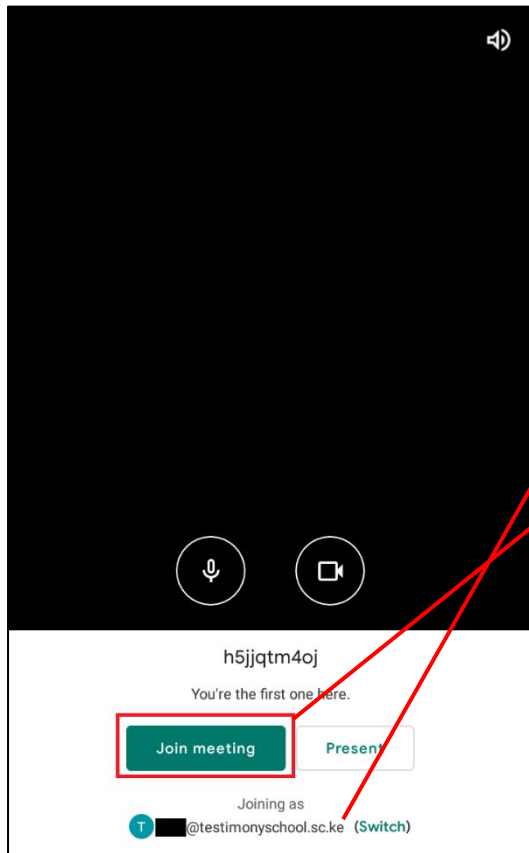 h5jjqtm4oj
You're the first one here.
Join meeting Present
Joining as
T @testimonyschool.sc.ke (Switch)